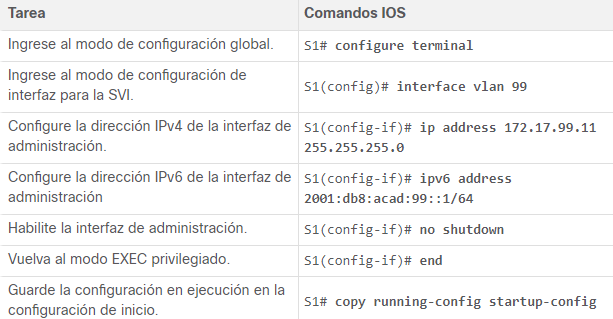 Tarea Comandos IOS
Ingrese al modo de configuración global. S1# configure terminal
Ingrese al modo de configuración de
interfaz para la SVI. S1(config)# interface vlan 99
Configure la dirección IPv4 de la interfaz de
administración. S1(config-if)# ip address 172.17.99.11
255.255.255.0
Configure la dirección IPv6 de la interfaz de
administración S1(config-if)# ipv6 address
2001:db8:acad:99::1/64
Habilite la interfaz de administración. S1(config-if)# no shutdown
Vuelva al modo EXEC privilegiado. S1(config-if)# end
Guarde la configuración en ejecución en la
configuración de inicio. S1# copy running-config startup-config